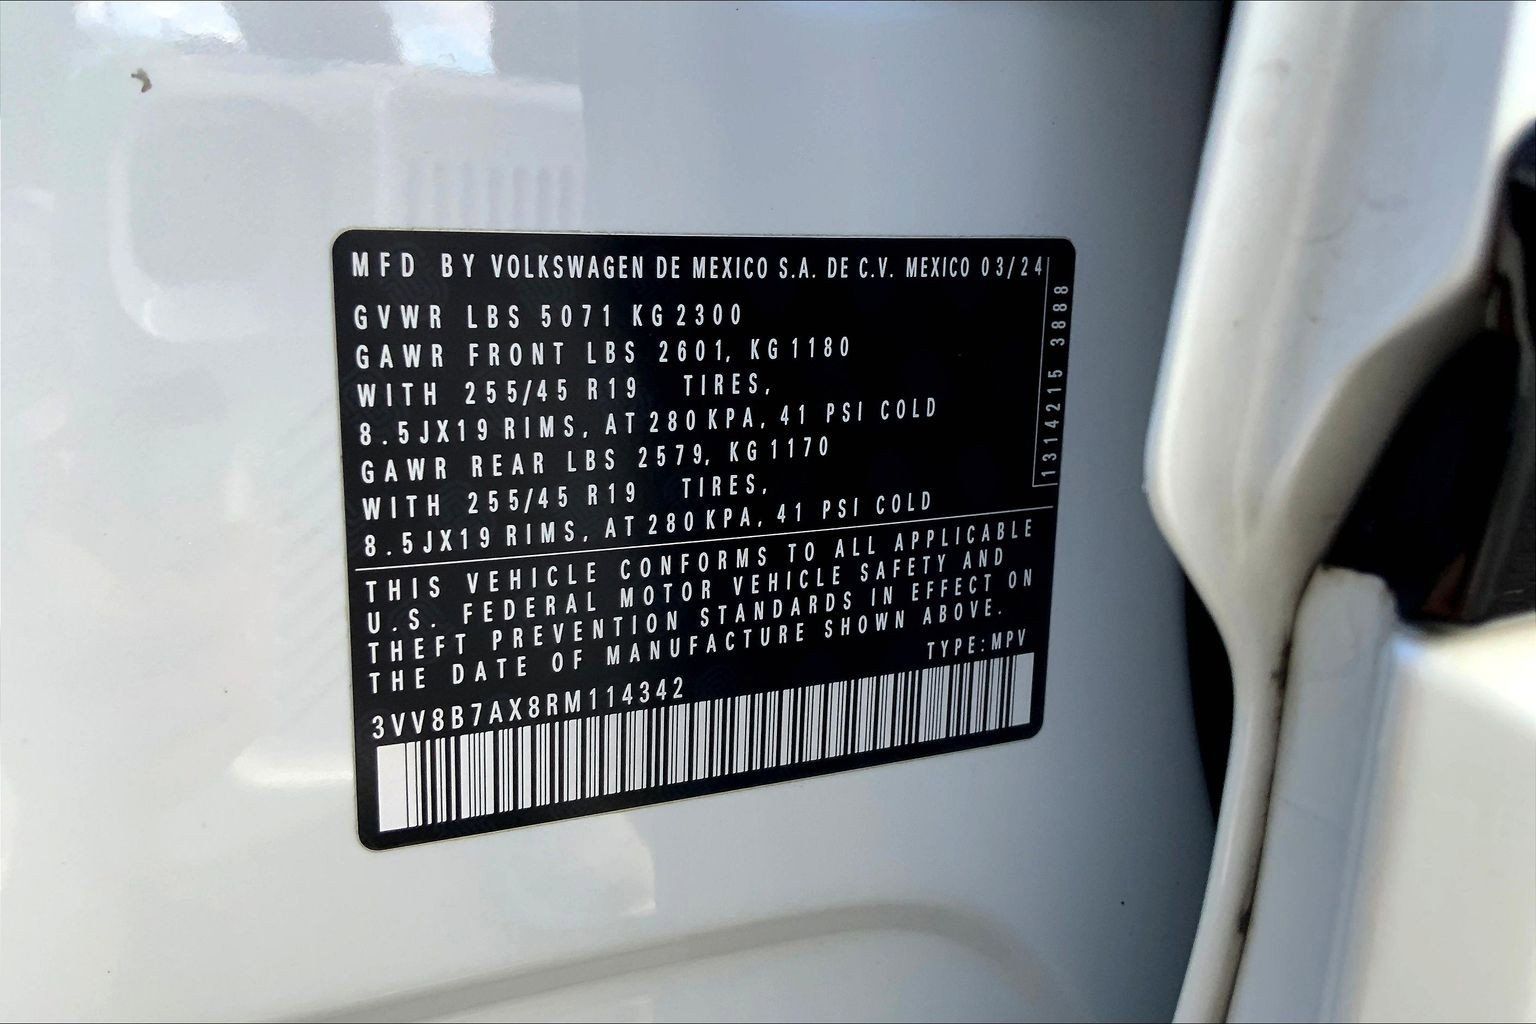 MFD BY VOLKSWAGEN DE MEXICO S.A. DE C.V. MEXICO 03/24
GVWR LBS 5071 KG 2300
GAWR FRONT LBS 2601, KG 1180
WITH 255/45 R19 TIRES,
8.5JX19 RIMS, AT 280 KPA, 41 PSI COLD
GAWR REAR LBS 2579, KG 1170
WITH 255/45 R19 TIRES,
8.5JX19 RIMS, AT 280 KPA, 41 PSI COLD
1314215 3888
THIS VEHICLE CONFORMS TO ALL APPLICABLE
U.S. FEDERAL MOTOR VEHICLE SAFETY AND
THEFT PREVENTION STANDARDS IN EFFECT ON
THE DATE OF MANUFACTURE SHOWN ABOVE.
TYPE: MPV
3VV8B7AX8RM114342